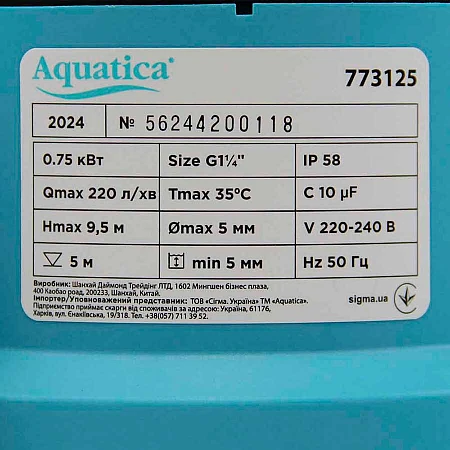 Aquatica®
773125
2024 № 56244200118
0.75 кВт Size G1¼" IP 58
Qmax 220 л/хв Tmax 35°C C 10 µF
Hmax 9,5 м Ømax 5 мм V 220-240 В
5 м min 5 мм Hz 50 Гц
Виробник: Шанхай Даймонд Трейдінг ЛТД, 1602 Мингшен бізнес плаза,
400 Каобао роад, 200233, Шанхай, Китай.
Імпортер/Уповноважений представник: ТОВ «Сігма. Україна» ТМ «Aquatica».
Підприємство приймає скарги від споживачів за адресою: Україна, 61176,
Харків, вул. Енакіївська, 19/318. Тел. +38(057) 711 39 52.
sigma.ua